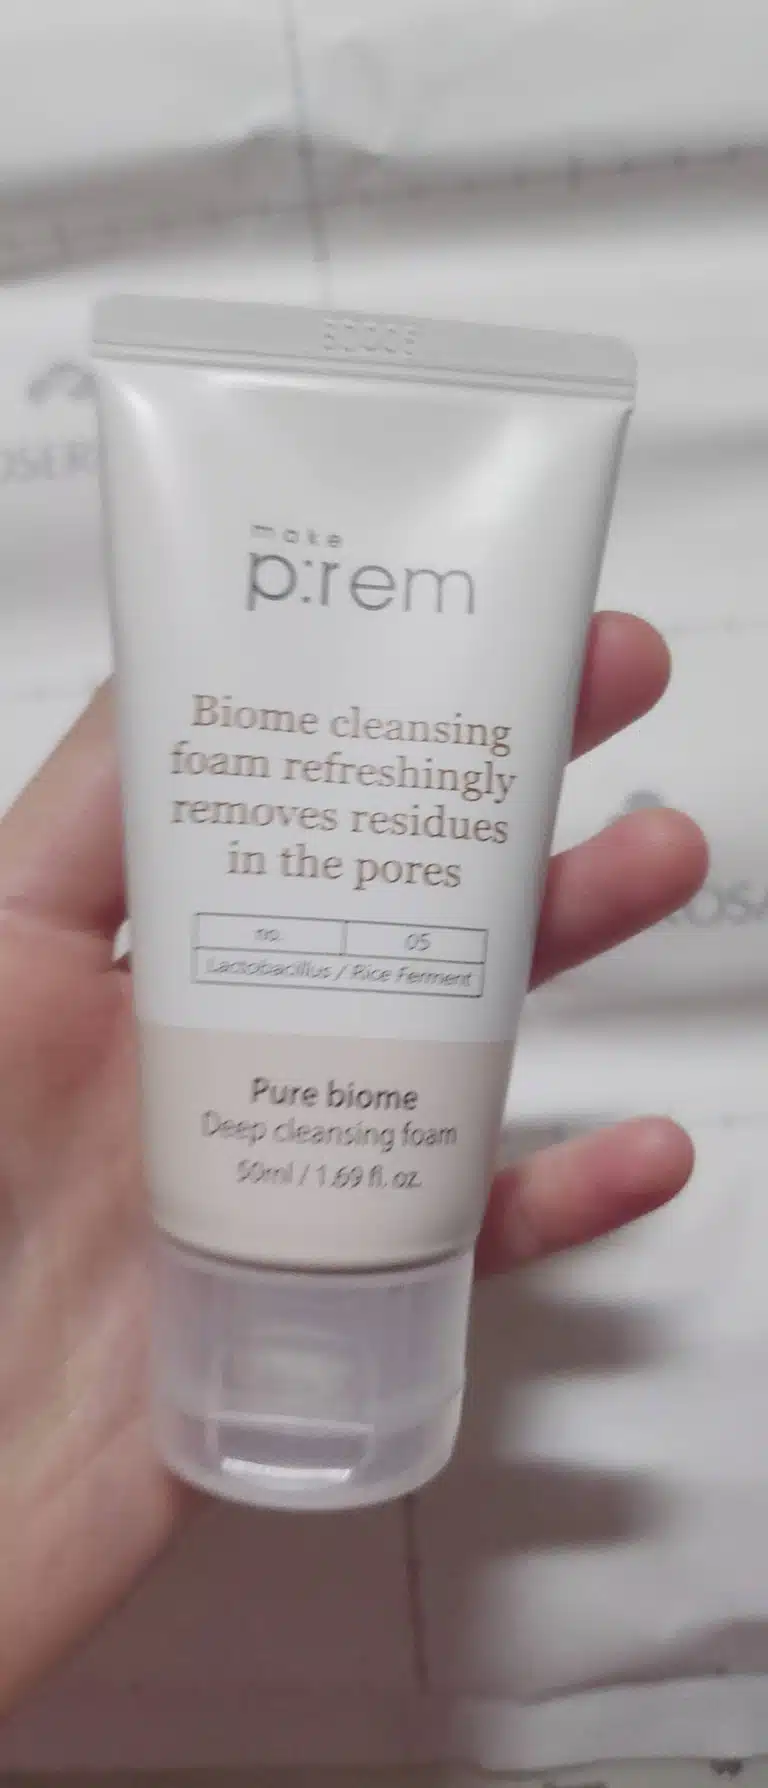 make
p:rem
Biome cleansing
foam refreshingly
removes residues
in the pores
no. 05
Lactobacillus / Rice Ferment
Pure biome
Deep cleansing foam
50ml / 1.69 fl. oz.